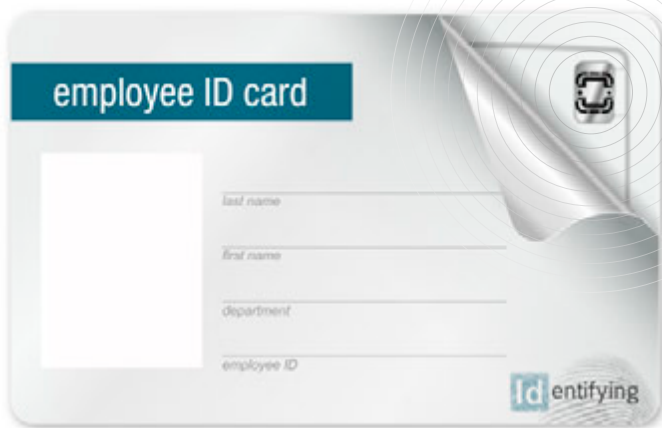 employee ID card
last name
first name
department
employee ID
Identifying